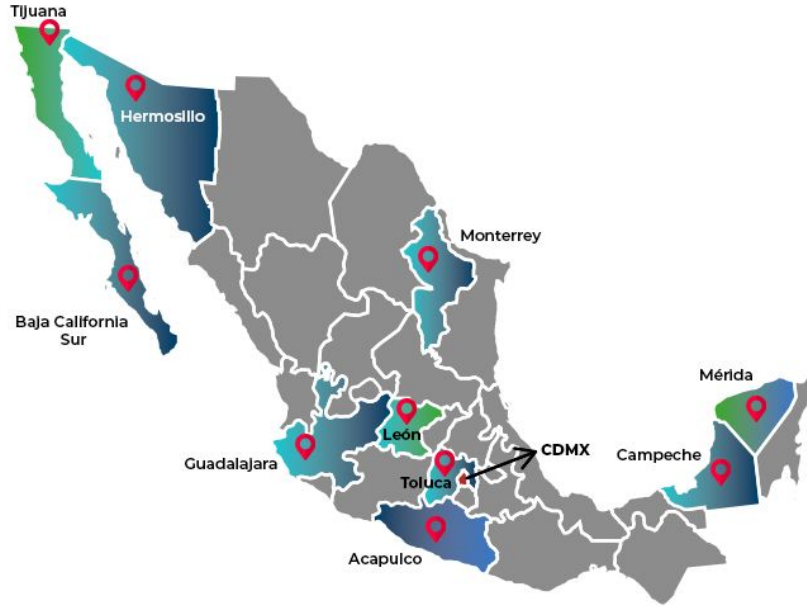 Tijuana
Hermosillo
Monterrey
Baja California
Sur
Mérida
León
CDMX
Campeche
Guadalajara
Toluca
Acapulco